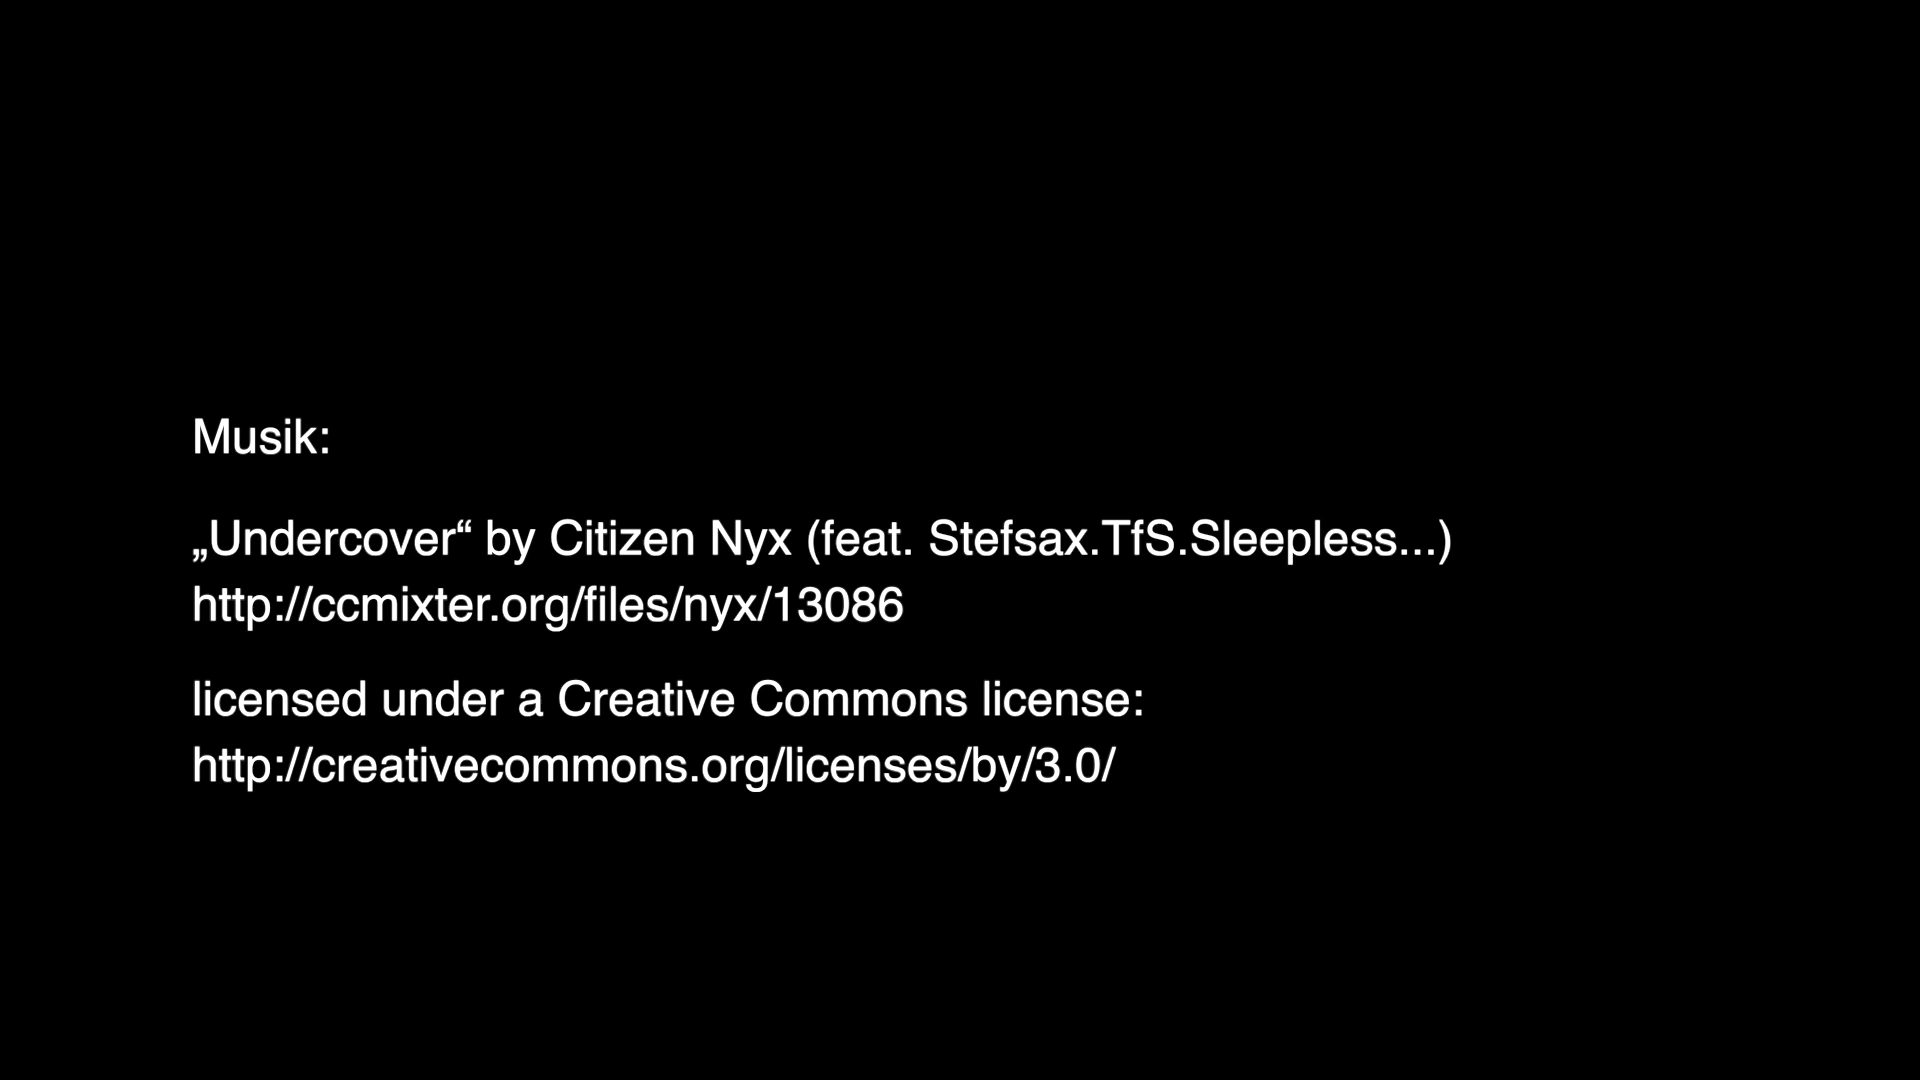 Musik:
„Undercover“ by Citizen Nyx (feat. Stefsax.TfS.Sleepless...)
http://ccmixter.org/files/nyx/13086
licensed under a Creative Commons license:
http://creativecommons.org/licenses/by/3.0/